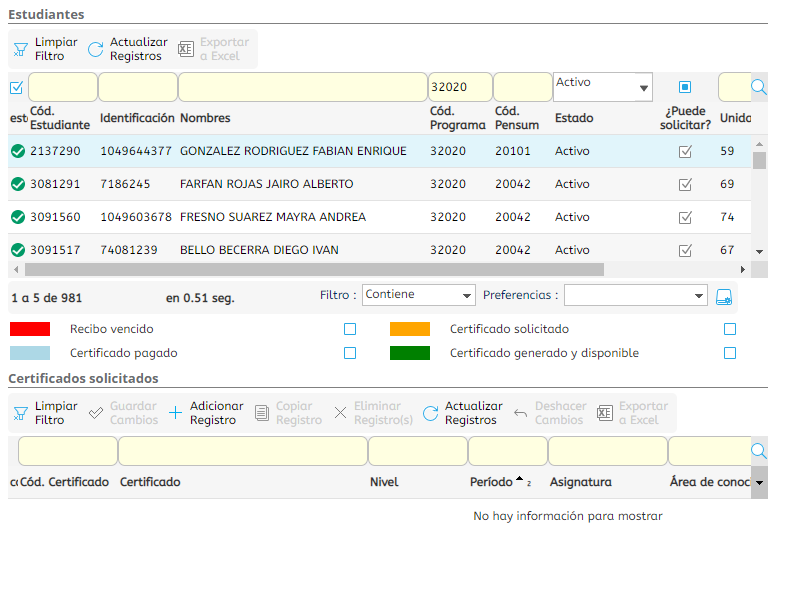 Estudiantes
Limpiar Filtro Actualizar Registros Exportar a Excel
32020 Activo
est Cód. Estudiante Identificación Nombres Cód. Programa Cód. Pensum Estado ¿Puede solicitar? Unida
2137290 1049644377 GONZALEZ RODRIGUEZ FABIAN ENRIQUE 32020 20101 Activo 59
3081291 7186245 FARFAN ROJAS JAIRO ALBERTO 32020 20042 Activo 69
3091560 1049603678 FRESNO SUAREZ MAYRA ANDREA 32020 20042 Activo 74
3091517 74081239 BELLO BECERRA DIEGO IVAN 32020 20042 Activo 67
1 a 5 de 981 en 0.51 seg. Filtro : Contiene Preferencias :
Recibo vencido Certificado solicitado
Certificado pagado Certificado generado y disponible
Certificados solicitados
Limpiar Filtro Guardar Cambios Adicionar Registro Copiar Registro Eliminar Registro(s) Actualizar Registros Deshacer Cambios Exportar a Excel
Cód. Certificado Certificado Nivel Período 2 Asignatura Área de conoc
No hay información para mostrar